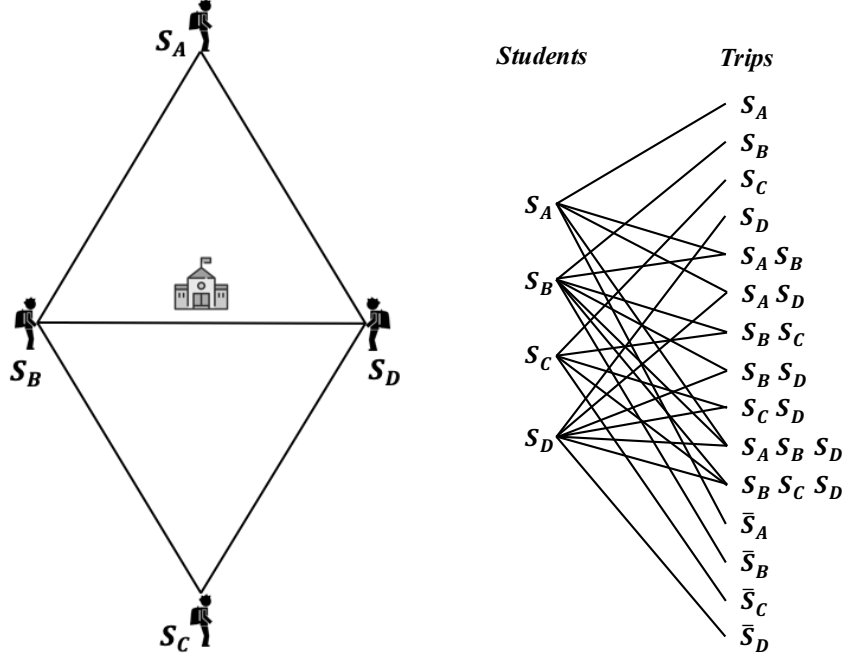 S_A
S_B
S_D
S_C
Students
Trips
S_A
S_B
S_C
S_D
S_A
S_B
S_C
S_D
S_A S_B
S_A S_D
S_B S_C
S_B S_D
S_C S_D
S_A S_B S_D
S_B S_C S_D
S̄_A
S̄_B
S̄_C
S̄_D